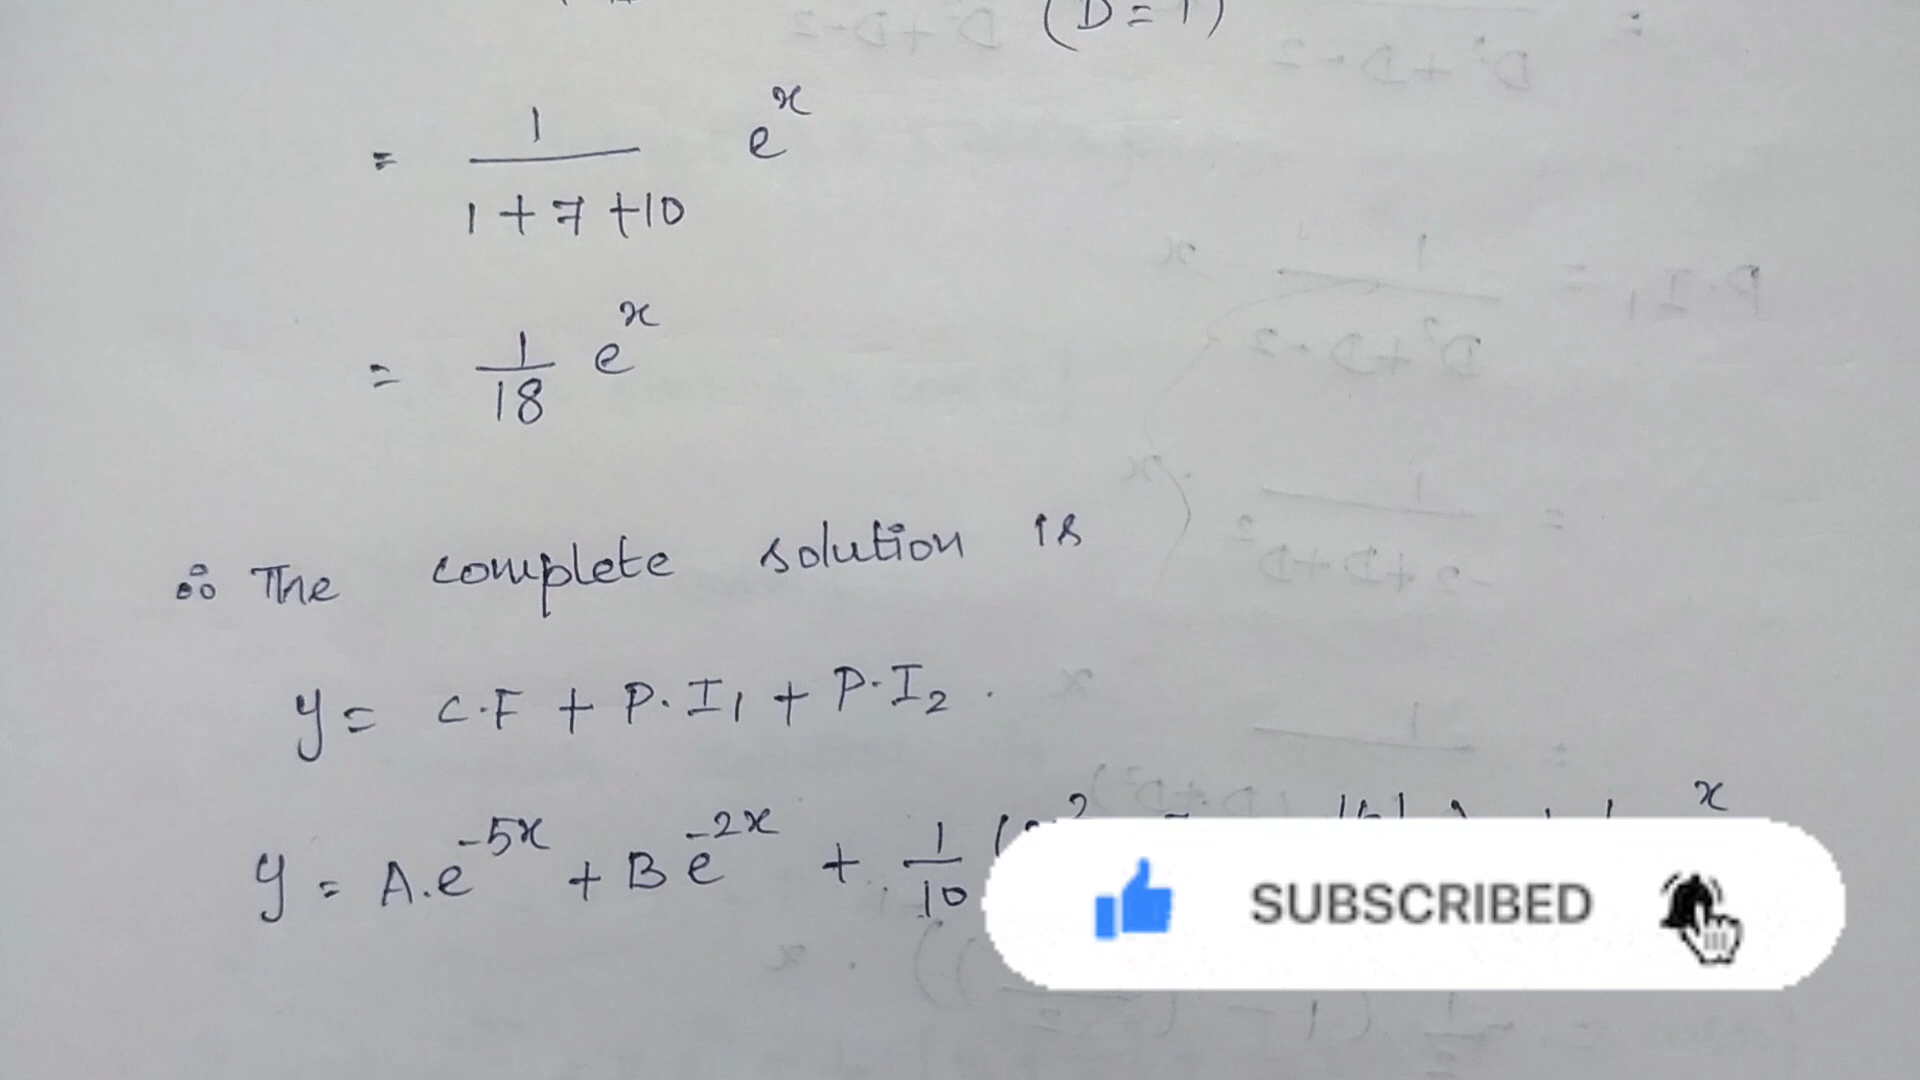 (D=1)
= 1/(1+7+10) e^x
= 1/18 e^x
∴ The complete solution is
y = C.F + P.I₁ + P.I₂.
y = A.e^-5x + B e^-2x + 1/10
SUBSCRIBED